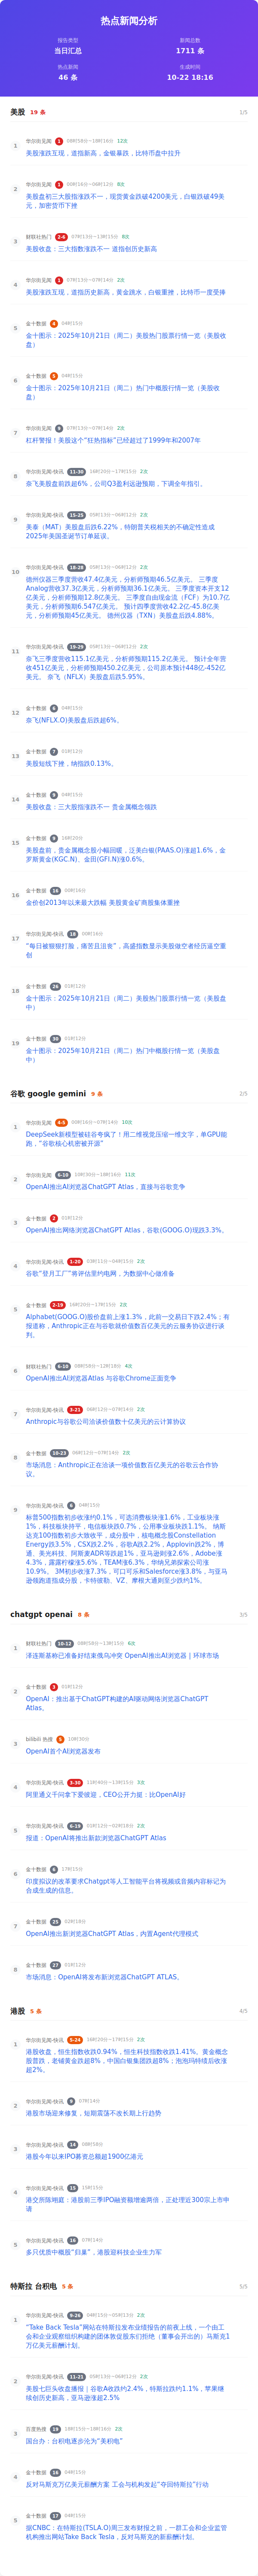 热点新闻分析
报告类型
新闻总数
当日汇总
1711 条
热点新闻
生成时间
46 条
10-22 18:16
美股 19 条
1/5
1
华尔街见闻 1 08时58分~18时16分 12次
美股涨跌互现，道指新高，金银暴跌，比特币盘中拉升
2
华尔街见闻 1 00时16分~06时12分 8次
美股盘初三大股指涨跌不一，现货黄金跌破4200美元，白银跌破49美
元，加密货币下挫
3
财联社热门 2-6 07时13分~13时15分 8次
美股收盘：三大指数涨跌不一 道指创历史新高
4
华尔街见闻 1 07时13分~07时14分 2次
美股涨跌互现，道指历史新高，黄金跳水，白银重挫，比特币一度受捧
5
金十数据 4 04时15分
金十图示：2025年10月21日（周二）美股热门股票行情一览（美股收
盘）
6
金十数据 5 04时15分
金十图示：2025年10月21日（周二）美股热门中概股行情一览（美股收
盘）
7
华尔街见闻 6 07时13分~07时14分 2次
杠杆警报！美股这个“狂热指标”已经超过了1999年和2007年
8
华尔街见闻-快讯 11-30 16时20分~17时15分 2次
奈飞美股盘前跌超6%，公司Q3盈利远逊预期，下调全年指引。
9
华尔街见闻-快讯 15-25 05时13分~06时12分 2次
美泰（MAT）美股盘后跌6.22%，特朗普关税相关的不确定性造成
2025年美国圣诞节订单延误。
10
华尔街见闻-快讯 18-28 05时13分~06时12分 2次
德州仪器三季度营收47.4亿美元，分析师预期46.5亿美元。 三季度
Analog营收37.3亿美元，分析师预期36.1亿美元。 三季度资本开支12
亿美元，分析师预期12.8亿美元。 三季度自由现金流（FCF）为10.7亿
美元，分析师预期6.547亿美元。 预计四季度营收42.2亿-45.8亿
美元，分析师预期45亿美元。 德州仪器（TXN）美股盘后跌4.88%。
11
华尔街见闻-快讯 19-29 05时13分~06时12分 2次
奈飞三季度营收115.1亿美元，分析师预期115.2亿美元。 预计全年营
收451亿美元，分析师预期450.2亿美元，公司原本预计448亿-452亿
美元。 奈飞（NFLX）美股盘后跌5.95%。
12
金十数据 6 04时15分
奈飞(NFLX.O)美股盘后跌超6%。
13
金十数据 7 01时12分
美股短线下挫，纳指跌0.13%。
14
金十数据 9 04时15分
美股收盘：三大股指涨跌不一 贵金属概念领跌
15
金十数据 9 16时20分
美股盘前，贵金属概念股小幅回暖，泛美白银(PAAS.O)涨超1.6%，金
罗斯黄金(KGC.N)、金田(GFI.N)涨0.6%。
16
金十数据 16 00时16分
金价创2013年以来最大跌幅 美股黄金矿商股集体重挫
17
华尔街见闻-快讯 18 00时16分
“每日被狠狠打脸，痛苦且沮丧”，高盛指数显示美股做空者经历逼空重
创
18
金十数据 26 01时12分
金十图示：2025年10月21日（周二）美股热门股票行情一览（美股盘
中）
19
金十数据 30 01时12分
金十图示：2025年10月21日（周二）热门中概股行情一览（美股盘
中）
谷歌 google gemini 9 条
2/5
1
华尔街见闻 4-5 00时16分~07时14分 10次
DeepSeek新模型被硅谷夸疯了！用二维视觉压缩一维文字，单GPU能
跑，“谷歌核心机密被开源”
2
华尔街见闻 6-10 10时30分~18时16分 11次
OpenAI推出AI浏览器ChatGPT Atlas，直接与谷歌竞争
3
金十数据 2 01时12分
OpenAI推出网络浏览器ChatGPT Atlas，谷歌(GOOG.O)现跌3.3%。
4
华尔街见闻-快讯 1-20 03时11分~04时15分 2次
谷歌“登月工厂”将评估里约电网，为数据中心做准备
5
金十数据 2-19 16时20分~17时15分 2次
Alphabet(GOOG.O)股价盘前上涨1.3%，此前一交易日下跌2.4%；有
报道称，Anthropic正在与谷歌就价值数百亿美元的云服务协议进行谈
判。
6
财联社热门 6-10 09时58分~12时18分 4次
OpenAI推出AI浏览器Atlas 与谷歌Chrome正面竞争
7
华尔街见闻-快讯 3-21 06时12分~07时14分 2次
Anthropic与谷歌公司洽谈价值数十亿美元的云计算协议
8
金十数据 10-23 06时12分~07时14分 2次
市场消息：Anthropic正在洽谈一项价值数百亿美元的谷歌云合作协
议。
9
华尔街见闻-快讯 6 04时15分
标普500指数初步收涨约0.1%，可选消费板块涨1.6%，工业板块涨
1%，科技板块持平，电信板块跌0.7%，公用事业板块跌1.1%。 纳斯
达克100指数初步大致收平，成分股中，核电概念股Constellation
Energy跌3.5%，CSX跌2.2%，谷歌A跌2.2%，Applovin跌2%，博
通、美光科技、阿斯麦ADR等跌超1%，亚马逊则涨2.6%，Adobe涨
4.3%，露露柠檬涨5.6%，TEAM涨6.3%，华纳兄弟探索公司涨
10.9%。 3M初步收涨7.3%，可口可乐和Salesforce涨3.8%，与亚马
逊领跑道指成分股，卡特彼勒、VZ、摩根大通则至少跌约1%。
chatgpt openai 8 条
3/5
1
财联社热门 10-12 08时58分~13时15分 6次
泽连斯基称已准备好结束俄乌冲突 OpenAI推出AI浏览器 | 环球市场
2
金十数据 3 01时12分
OpenAI：推出基于ChatGPT构建的AI驱动网络浏览器ChatGPT
Atlas。
3
bilibili 热搜 5 10时30分
OpenAI首个AI浏览器发布
4
华尔街见闻-快讯 3-30 12时40分~13时15分 3次
阿里通义千问拿下爱彼迎，CEO公开力挺：比OpenAI好
5
华尔街见闻-快讯 6-19 01时12分~02时18分 2次
报道：OpenAI将推出新款浏览器ChatGPT Atlas
6
金十数据 6 17时15分
印度拟议的改革要求Chatgpt等人工智能平台将视频或音频内容标记为
合成生成的信息。
7
金十数据 25 02时18分
OpenAI推出新浏览器ChatGPT Atlas，内置Agent代理模式
8
金十数据 27 01时12分
市场消息：OpenAI将发布新浏览器ChatGPT ATLAS。
港股 5 条
4/5
1
华尔街见闻-快讯 5-24 16时20分~17时15分 2次
港股收盘，恒生指数收跌0.94%，恒生科技指数收跌1.41%。黄金概念
股普跌，老铺黄金跌超8%，中国白银集团跌超8%；泡泡玛特绩后收涨
超2%。
2
华尔街见闻-快讯 9 07时14分
港股市场迎来修复，短期震荡不改长期上行趋势
3
华尔街见闻-快讯 14 08时58分
港股今年以来IPO募资总额超1900亿港元
4
华尔街见闻-快讯 15 15时15分
港交所陈翊庭：港股前三季IPO融资额增逾两倍，正处理近300宗上市申
请
5
华尔街见闻-快讯 18 07时14分
多只优质中概股“归巢”，港股迎科技企业生力军
特斯拉 台积电 5 条
5/5
1
华尔街见闻-快讯 9-26 04时15分~05时13分 2次
“Take Back Tesla”网站在特斯拉发布业绩报告的前夜上线，一个由工
会和企业观察组织构建的团体敦促股东们拒绝（董事会开出的）马斯克1
万亿美元薪酬计划。
2
华尔街见闻-快讯 11-21 05时13分~06时12分 2次
美股七巨头收盘播报｜谷歌A收跌约2.4%，特斯拉跌约1.1%，苹果继
续创历史新高，亚马逊涨超2.5%
3
百度热搜 19 15时15分~18时16分 2次
国台办：台积电逐步沦为“美积电”
4
金十数据 16 04时15分
反对马斯克万亿美元薪酬方案 工会与机构发起“夺回特斯拉”行动
5
金十数据 17 04时15分
据CNBC：在特斯拉(TSLA.O)周三发布财报之前，一群工会和企业监管
机构推出网站Take Back Tesla，反对马斯克的新薪酬计划。